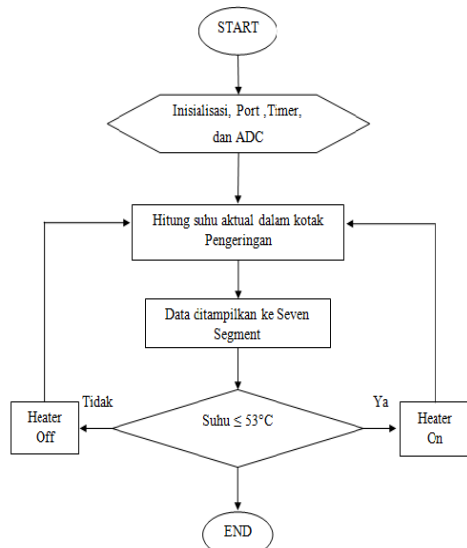 START
Inisialisasi, Port ,Timer,
dan ADC
Hitung suhu aktual dalam kotak
Pengeringan
Data ditampilkan ke Seven
Segment
Tidak
Suhu ≤ 53°C
Ya
Heater
Off
Heater
On
END